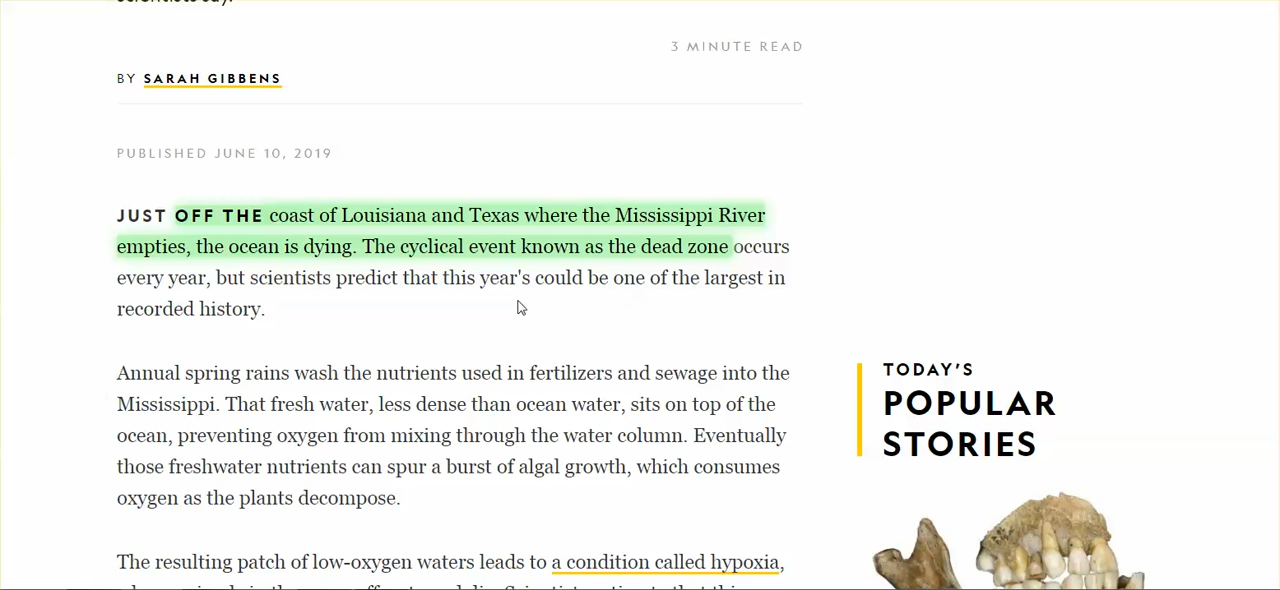 3 MINUTE READ
BY SARAH GIBBENS
PUBLISHED JUNE 10, 2019
JUST OFF THE coast of Louisiana and Texas where the Mississippi River
empties, the ocean is dying. The cyclical event known as the dead zone occurs
every year, but scientists predict that this year's could be one of the largest in
recorded history.
Annual spring rains wash the nutrients used in fertilizers and sewage into the
Mississippi. That fresh water, less dense than ocean water, sits on top of the
ocean, preventing oxygen from mixing through the water column. Eventually
those freshwater nutrients can spur a burst of algal growth, which consumes
oxygen as the plants decompose.
The resulting patch of low-oxygen waters leads to a condition called hypoxia,
TODAY'S
POPULAR
STORIES